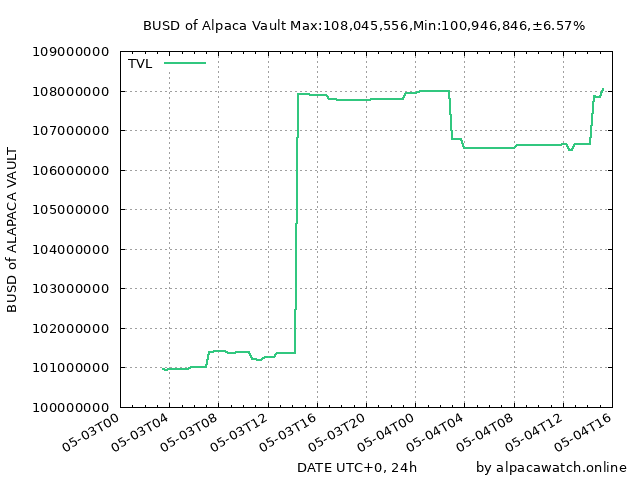 BUSD of Alpaca Vault Max:108,045,556,Min:100,946,846,±6.57%
TVL
109000000
108000000
107000000
106000000
105000000
104000000
103000000
102000000
101000000
100000000
BUSD of ALAPACA VAULT
05-03T00
05-03T04
05-03T08
05-03T12
05-03T16
05-03T20
05-04T00
05-04T04
05-04T08
05-04T12
05-04T16
DATE UTC+0, 24h
by alpacawatch.online